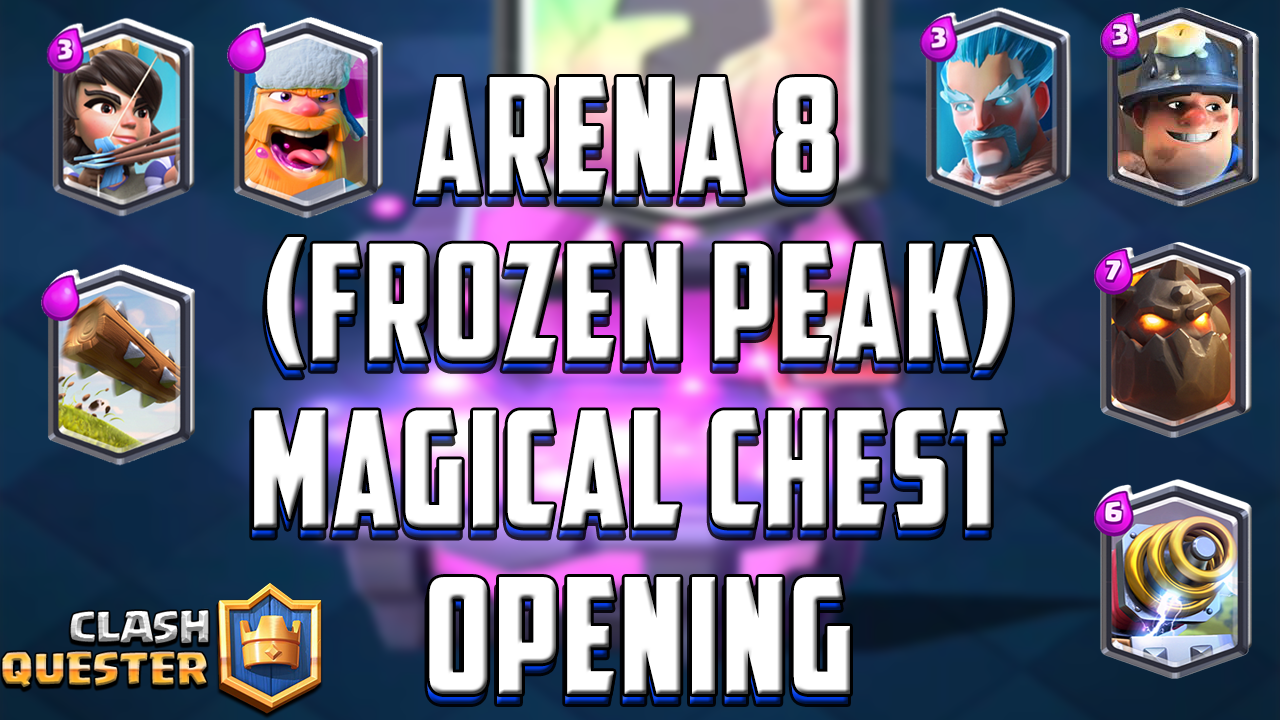 3
3
3
ARENA 8
(FROZEN PEAK)
7
MAGICAL CHEST
6
OPENING
CLASH
QUESTER